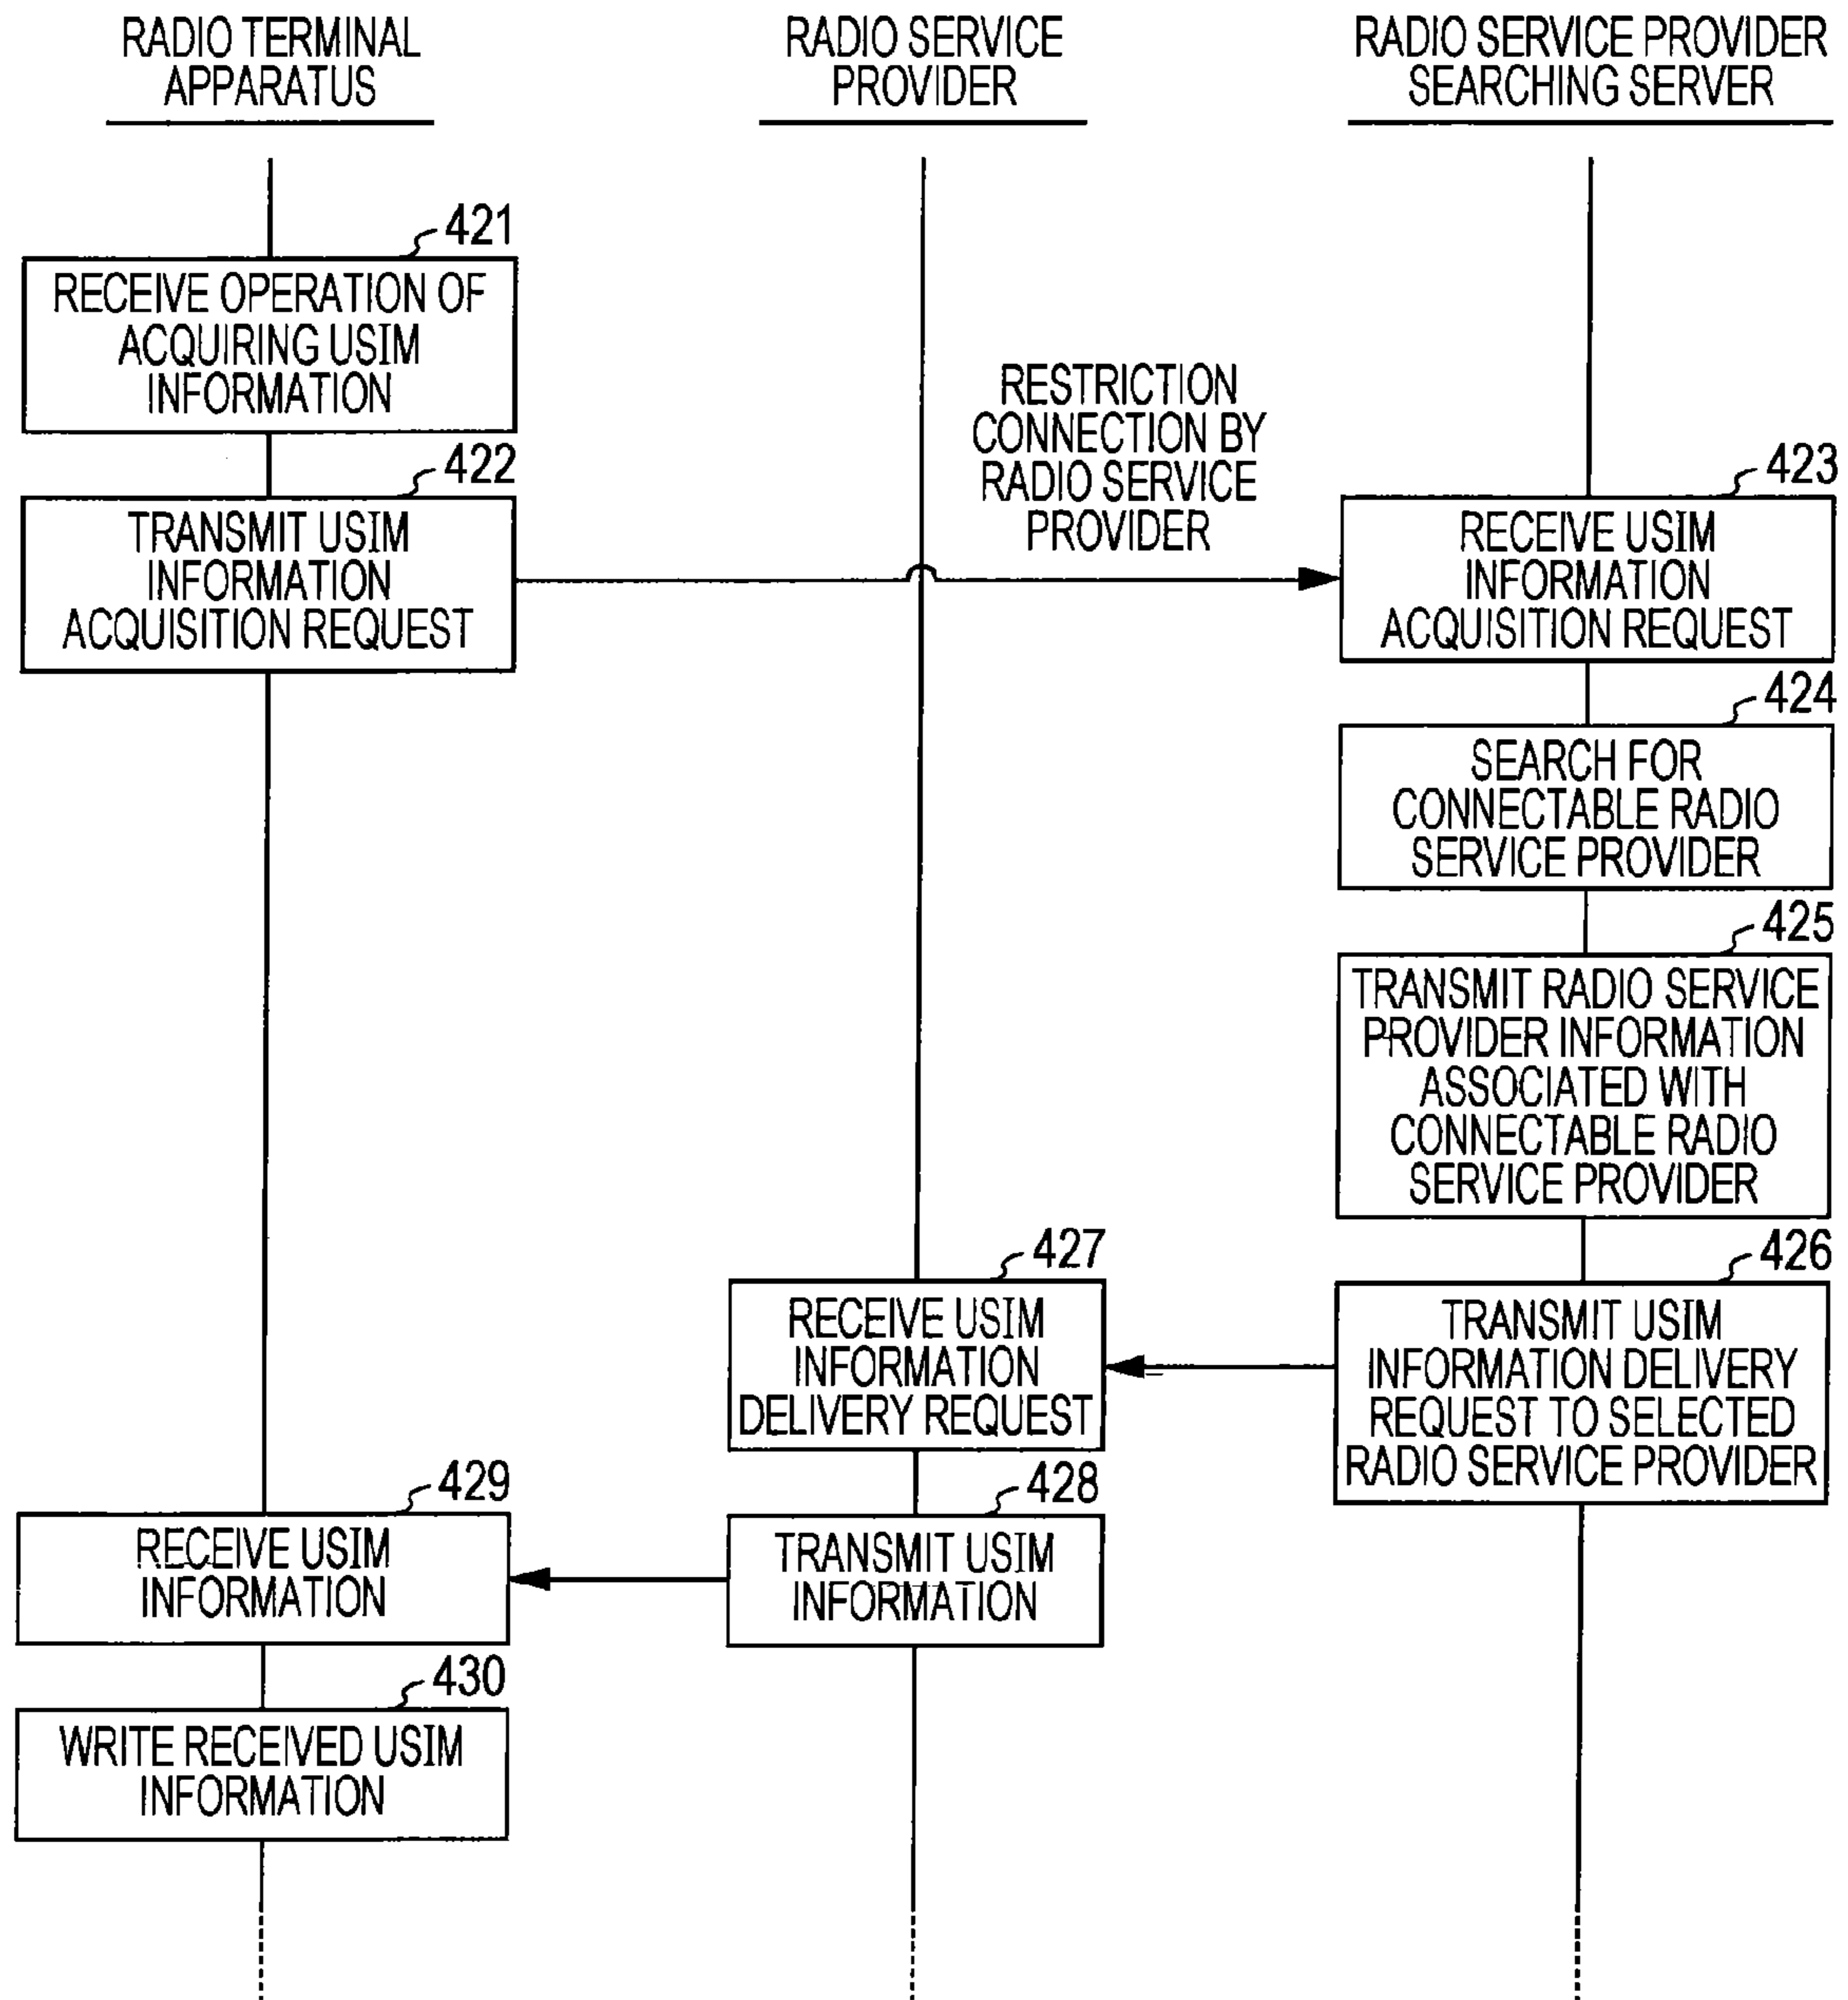 RADIO TERMINAL
APPARATUS
RADIO SERVICE
PROVIDER
RADIO SERVICE PROVIDER
SEARCHING SERVER
421
RECEIVE OPERATION OF
ACQUIRING USIM
INFORMATION
422
TRANSMIT USIM
INFORMATION
ACQUISITION REQUEST
RESTRICTION
CONNECTION BY
RADIO SERVICE
PROVIDER
423
RECEIVE USIM
INFORMATION
ACQUISITION REQUEST
424
SEARCH FOR
CONNECTABLE RADIO
SERVICE PROVIDER
425
TRANSMIT RADIO SERVICE
PROVIDER INFORMATION
ASSOCIATED WITH
CONNECTABLE RADIO
SERVICE PROVIDER
426
TRANSMIT USIM
INFORMATION DELIVERY
REQUEST TO SELECTED
RADIO SERVICE PROVIDER
427
RECEIVE USIM
INFORMATION
DELIVERY REQUEST
428
TRANSMIT USIM
INFORMATION
429
RECEIVE USIM
INFORMATION
430
WRITE RECEIVED USIM
INFORMATION